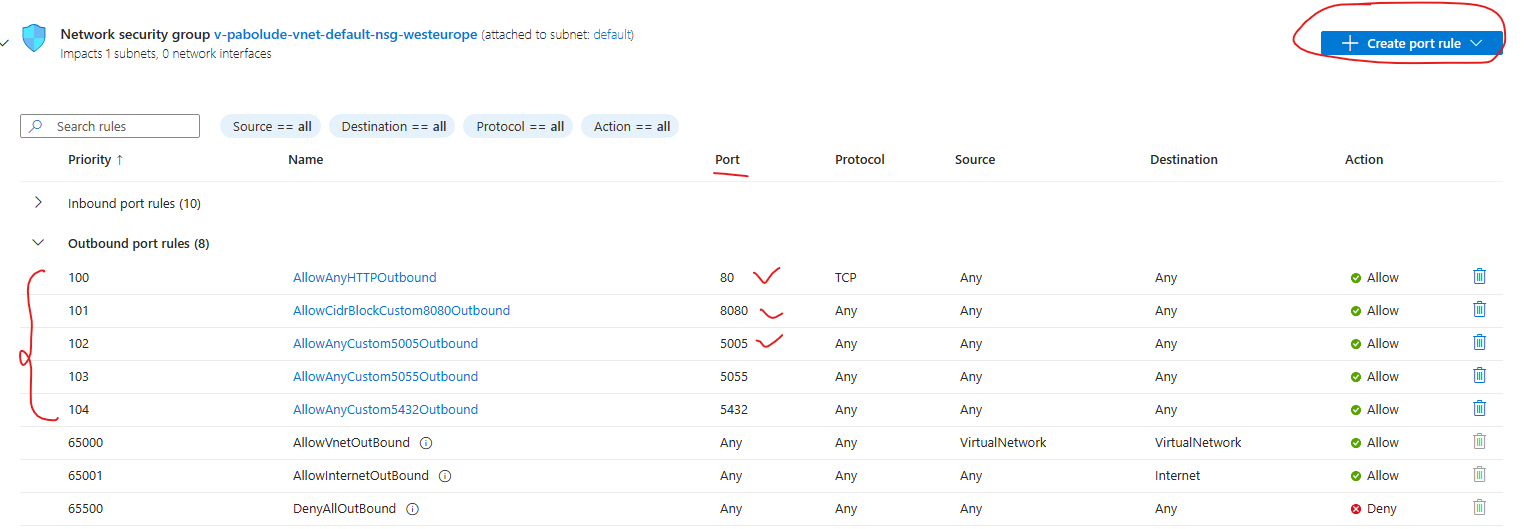 Network security group v-pabolude-vnet-default-nsg-westeurope (attached to subnet: default)
Impacts 1 subnets, 0 network interfaces
Create port rule
Search rules
Source == all Destination == all Protocol == all Action == all
Priority ↑ Name Port Protocol Source Destination Action
Inbound port rules (10)
Outbound port rules (8)
100 AllowAnyHTTPOutbound 80 TCP Any Any Allow
101 AllowCidrBlockCustom8080Outbound 8080 Any Any Any Allow
102 AllowAnyCustom5005Outbound 5005 Any Any Any Allow
103 AllowAnyCustom5055Outbound 5055 Any Any Any Allow
104 AllowAnyCustom5432Outbound 5432 Any Any Any Allow
65000 AllowVnetOutBound Any Any VirtualNetwork VirtualNetwork Allow
65001 AllowInternetOutBound Any Any Any Internet Allow
65500 DenyAllOutBound Any Any Any Any Deny